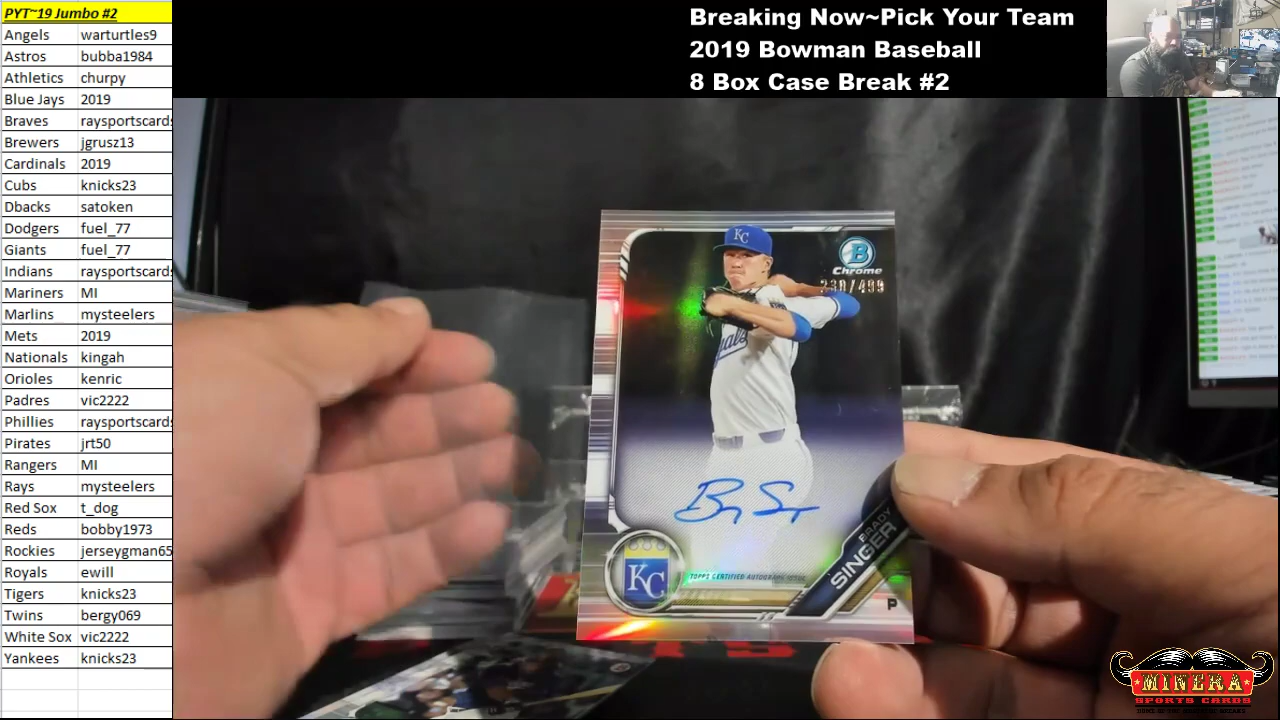 PYT~19 Jumbo #2
Angels warturtles9
Astros bubba1984
Athletics churpy
Blue Jays 2019
Braves raysportscards
Brewers jgrusz13
Cardinals 2019
Cubs knicks23
Dbacks satoken
Dodgers fuel_77
Giants fuel_77
Indians raysportscards
Mariners MI
Marlins mysteelers
Mets 2019
Nationals kingah
Orioles kenric
Padres vic2222
Phillies raysportscards
Pirates jrt50
Rangers MI
Rays mysteelers
Red Sox t_dog
Reds bobby1973
Rockies jerseygman65
Royals ewill
Tigers knicks23
Twins bergy069
White Sox vic2222
Yankees knicks23
Breaking Now~Pick Your Team
2019 Bowman Baseball
8 Box Case Break #2
KC
B
Chrome
230/499
TOPPS CERTIFIED AUTOGRAPH ISSUE
KC
BRADY
SINGER
P
MINERA
SPORTS CARDS